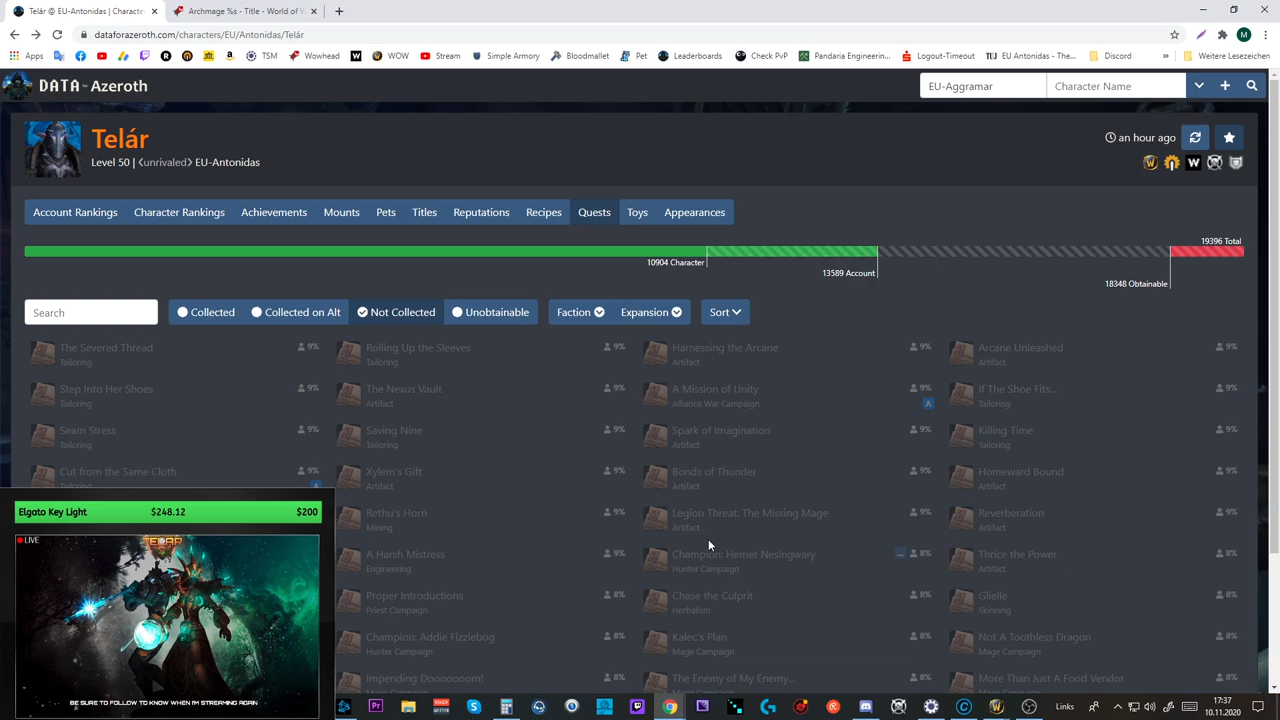 Telár @ EU-Antonidas | Characte
Archmage %s - Title - World of W
dataforazeroth.com/characters/EU/Antonidas/Telár
Apps
TSM
Wowhead
WOW
Stream
Simple Armory
Bloodmallet
Pet
Leaderboards
Check PvP
Pandaria Engineerin...
Logout-Timeout
EU Antonidas - The...
Discord
»
Weitere Lesezeichen
DATA for Azeroth
EU-Aggramar
Character Name
Telár
Level 50 | <unrivaled> EU-Antonidas
an hour ago
Account Rankings
Character Rankings
Achievements
Mounts
Pets
Titles
Reputations
Recipes
Quests
Toys
Appearances
19396 Total
10904 Character
13589 Account
18348 Obtainable
Search
Collected
Collected on Alt
Not Collected
Unobtainable
Faction
Expansion
Sort
The Severed Thread 9%
Tailoring
Rolling Up the Sleeves 9%
Tailoring
Harnessing the Arcane 9%
Artifact
Arcane Unleashed 9%
Artifact
Step Into Her Shoes 9%
Tailoring
The Nexus Vault 9%
Artifact
A Mission of Unity 9%
Alliance War Campaign A
If The Shoe Fits... 9%
Tailoring
Seam Stress 9%
Tailoring
Saving Nine 9%
Tailoring
Spark of Imagination 9%
Artifact
Killing Time 9%
Tailoring
Cut from the Same Cloth 9%
Tailoring
Xylem's Gift 9%
Artifact
Bonds of Thunder 9%
Artifact
Homeward Bound 9%
Artifact
Rethu's Horn 9%
Mining
Legion Threat: The Missing Mage 9%
Artifact
Reverberation 9%
Artifact
A Harsh Mistress 9%
Engineering
Champion: Hemet Nesingwary ... 8%
Hunter Campaign
Thrice the Power 8%
Artifact
Proper Introductions 8%
Priest Campaign
Chase the Culprit 8%
Herbalism
Glielle 8%
Skinning
Champion: Addie Fizzlebog 8%
Hunter Campaign
Kalec's Plan 8%
Mage Campaign
Not A Toothless Dragon 8%
Mage Campaign
Impending Dooooooom! 8%
Mage Campaign
The Enemy of My Enemy... 8%
Mage Campaign
More Than Just A Food Vendor 8%
Mage Campaign
Elgato Key Light $248.12 $200
LIVE
TELAR
BE SURE TO FOLLOW TO KNOW WHEN I'M STREAMING AGAIN
Links
17:37
10.11.2020